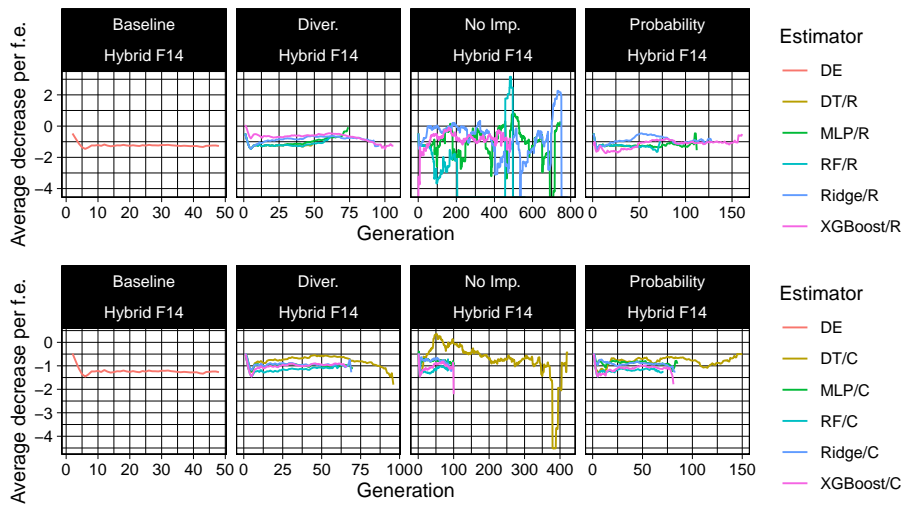 Baseline
Hybrid F14
Diver.
Hybrid F14
No Imp.
Hybrid F14
Probability
Hybrid F14
Average decrease per f.e.
2
0
−2
−4
0 10 20 30 40 50
0 25 50 75 100
0 200 400 600 800
0 50 100 150
Generation
Estimator
DE
DT/R
MLP/R
RF/R
Ridge/R
XGBoost/R
Baseline
Hybrid F14
Diver.
Hybrid F14
No Imp.
Hybrid F14
Probability
Hybrid F14
Average decrease per f.e.
0
−1
−2
−3
−4
0 10 20 30 40 50
0 25 50 75 100
0 100 200 300 400
0 50 100 150
Generation
Estimator
DE
DT/C
MLP/C
RF/C
Ridge/C
XGBoost/C